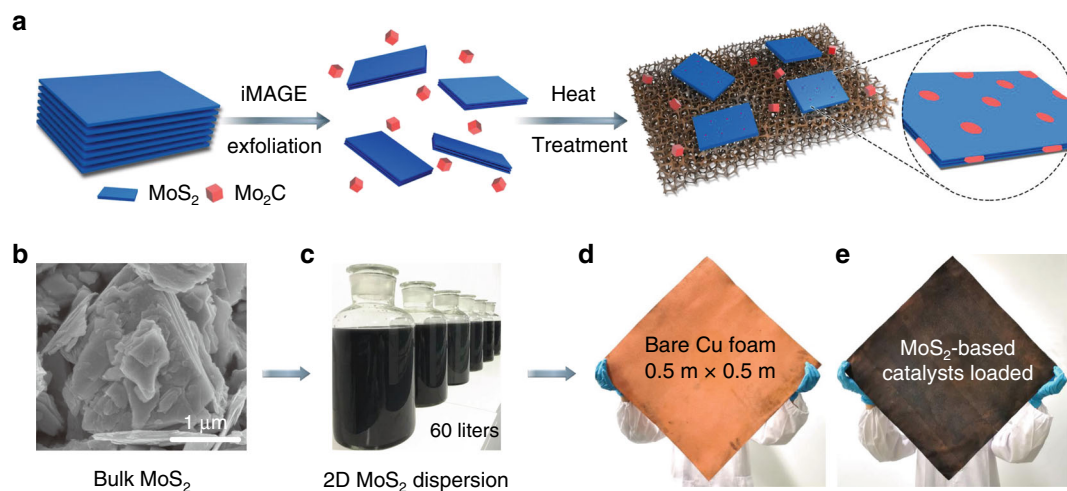 a
iMAGE
exfoliation
Heat
Treatment
MoS₂
Mo₂C
b
1 μm
Bulk MoS₂
c
60 liters
2D MoS₂ dispersion
d
Bare Cu foam
0.5 m × 0.5 m
e
MoS₂-based
catalysts loaded